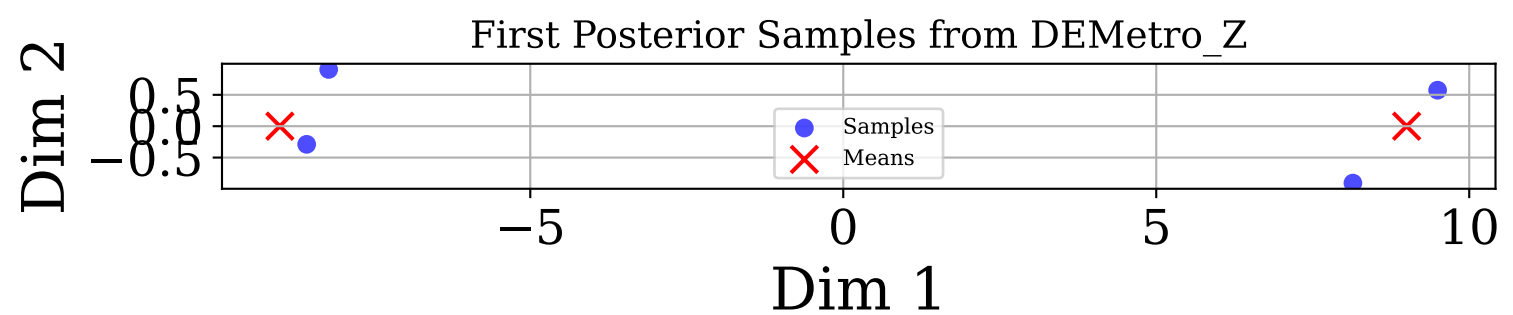 First Posterior Samples from DEMetro_Z
Dim 2
0.5
0.0
−0.5
Samples
Means
−5 0 5 10
Dim 1